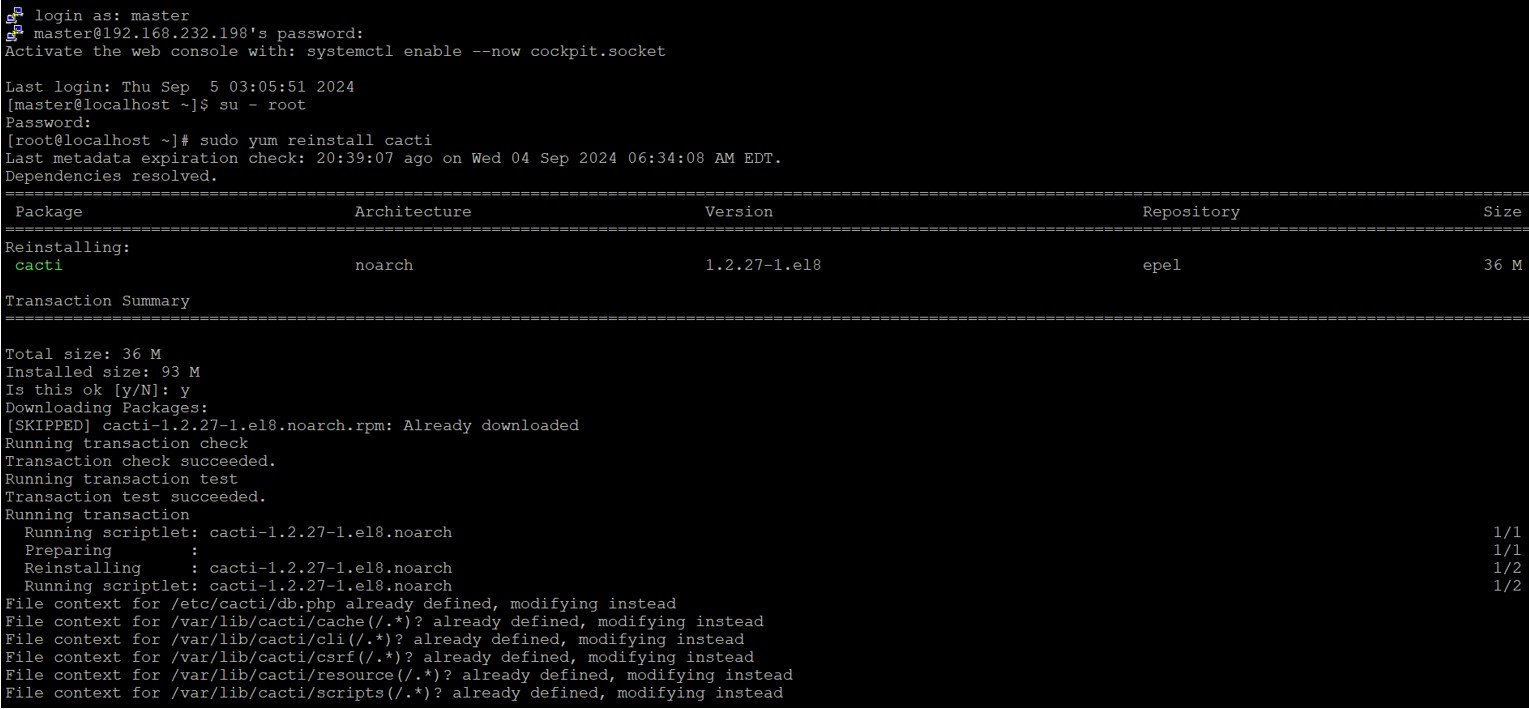 login as: master
master@192.168.232.198's password:
Activate the web console with: systemctl enable --now cockpit.socket
Last login: Thu Sep  5 03:05:51 2024
[master@localhost ~]$ su - root
Password:
[root@localhost ~]# sudo yum reinstall cacti
Last metadata expiration check: 20:39:07 ago on Wed 04 Sep 2024 06:34:08 AM EDT.
Dependencies resolved.
================================================================================
Package Architecture Version Repository Size
================================================================================
Reinstalling:
cacti noarch 1.2.27-1.el8 epel 36 M
Transaction Summary
================================================================================
Total size: 36 M
Installed size: 93 M
Is this ok [y/N]: y
Downloading Packages:
[SKIPPED] cacti-1.2.27-1.el8.noarch.rpm: Already downloaded
Running transaction check
Transaction check succeeded.
Running transaction test
Transaction test succeeded.
Running transaction
Running scriptlet: cacti-1.2.27-1.el8.noarch 1/1
Preparing : 1/1
Reinstalling : cacti-1.2.27-1.el8.noarch 1/2
Running scriptlet: cacti-1.2.27-1.el8.noarch 1/2
File context for /etc/cacti/db.php already defined, modifying instead
File context for /var/lib/cacti/cache(/.*)? already defined, modifying instead
File context for /var/lib/cacti/cli(/.*)? already defined, modifying instead
File context for /var/lib/cacti/csrf(/.*)? already defined, modifying instead
File context for /var/lib/cacti/resource(/.*)? already defined, modifying instead
File context for /var/lib/cacti/scripts(/.*)? already defined, modifying instead